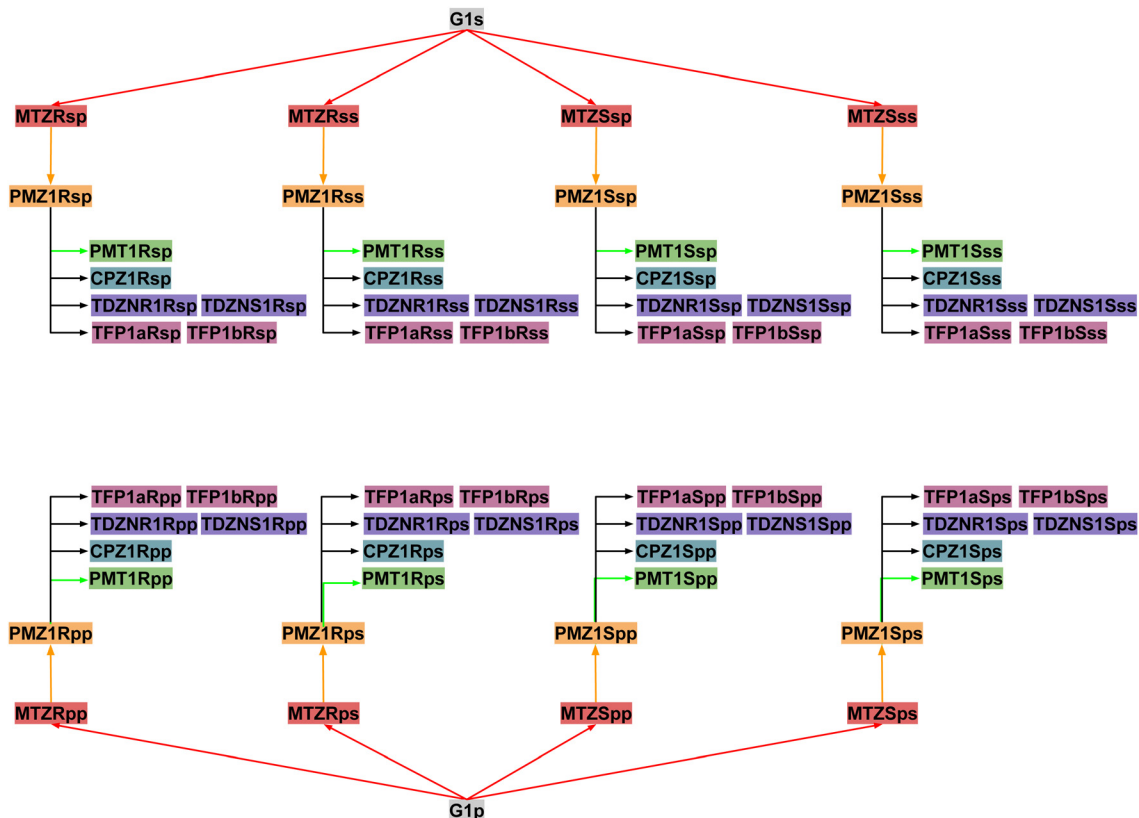 G1s
MTZRsp MTZRss MTZSsp MTZSss
PMZ1Rsp PMZ1Rss PMZ1Ssp PMZ1Sss
PMT1Rsp PMT1Rss PMT1Ssp PMT1Sss
CPZ1Rsp CPZ1Rss CPZ1Ssp CPZ1Sss
TDZNR1Rsp TDZNS1Rsp TDZNR1Rss TDZNS1Rss TDZNR1Ssp TDZNS1Ssp TDZNR1Sss TDZNS1Sss
TFP1aRsp TFP1bRsp TFP1aRss TFP1bRss TFP1aSsp TFP1bSsp TFP1aSss TFP1bSss
TFP1aRpp TFP1bRpp TFP1aRps TFP1bRps TFP1aSpp TFP1bSpp TFP1aSps TFP1bSps
TDZNR1Rpp TDZNS1Rpp TDZNR1Rps TDZNS1Rps TDZNR1Spp TDZNS1Spp TDZNR1Sps TDZNS1Sps
CPZ1Rpp CPZ1Rps CPZ1Spp CPZ1Sps
PMT1Rpp PMT1Rps PMT1Spp PMT1Sps
PMZ1Rpp PMZ1Rps PMZ1Spp PMZ1Sps
MTZRpp MTZRps MTZSpp MTZSps
G1p